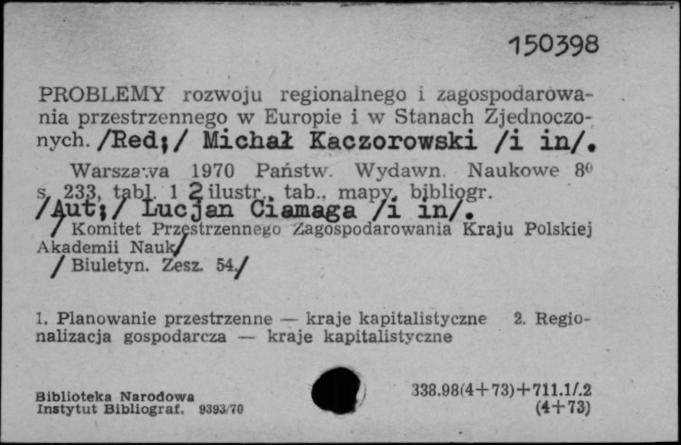 150398
PROBLEMY rozwoju regionalnego i zagospodarowa-
nia przestrzennego w Europie i w Stanach Zjednoczo-
nych. /Red;/ Michał Kaczorowski /i in/.
Warszawa 1970 Państw. Wydawn. Naukowe 8⁰
s. 233, tabl. 1 2 ilustr., tab., mapy, bibliogr.
/Aut;/ Lucjan Ciamaga /i in/.
/ Komitet Przestrzennego Zagospodarowania Kraju Polskiej
Akademii Nauk/
/ Biuletyn. Zesz. 54./
1. Planowanie przestrzenne — kraje kapitalistyczne 2. Regio-
nalizacja gospodarcza — kraje kapitalistyczne
Biblioteka Narodowa
Instytut Bibliograf. 9393/70
338.98(4+73)+711.1/.2
(4+73)